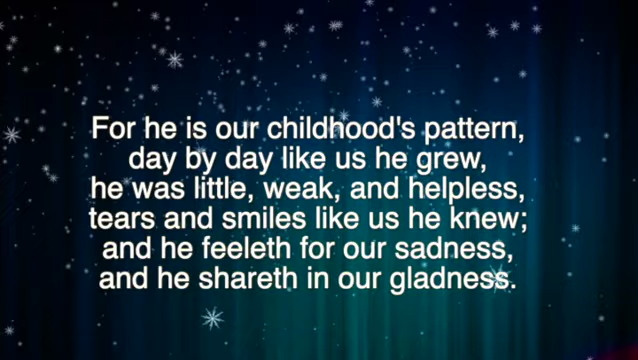 For he is our childhood's pattern,
day by day like us he grew,
he was little, weak, and helpless,
tears and smiles like us he knew;
and he feeleth for our sadness,
and he shareth in our gladness.